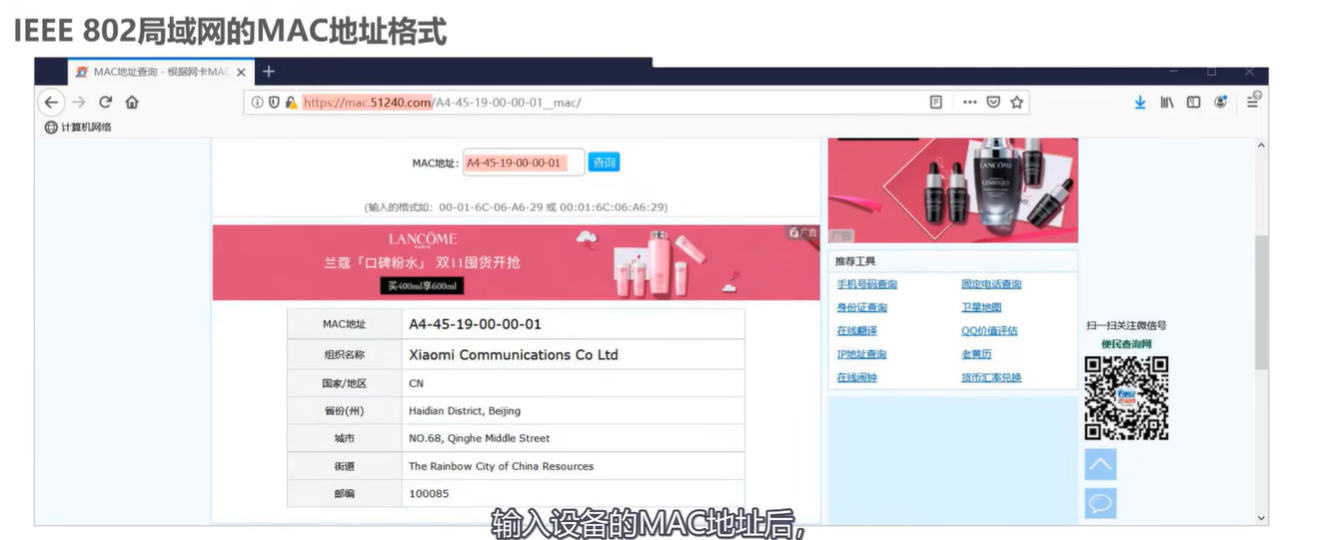 IEEE 802局域网的MAC地址格式
MAC地址查询 - 根据网卡MAC
https://mac.51240.com/A4-45-19-00-00-01__mac/
计算机网络
MAC地址: A4-45-19-00-00-01 查询
(输入的格式如: 00-01-6C-06-A6-29 或 00:01:6C:06:A6:29)
LANCÔME
PARIS
兰蔻「口碑粉水」 双11囤货开抢
买400ml享600ml
广告
MAC地址 A4-45-19-00-00-01
组织名称 Xiaomi Communications Co Ltd
国家/地区 CN
省份(州) Haidian District, Beijing
城市 NO.68, Qinghe Middle Street
街道 The Rainbow City of China Resources
邮编 100085
LANCÔME
推荐工具
手机号码查询 固定电话查询
身份证查询 卫星地图
在线翻译 QQ价值评估
IP地址查询 老黄历
在线闹钟 货币汇率兑换
扫一扫关注微信号
便民查询网
输入设备的MAC地址后,